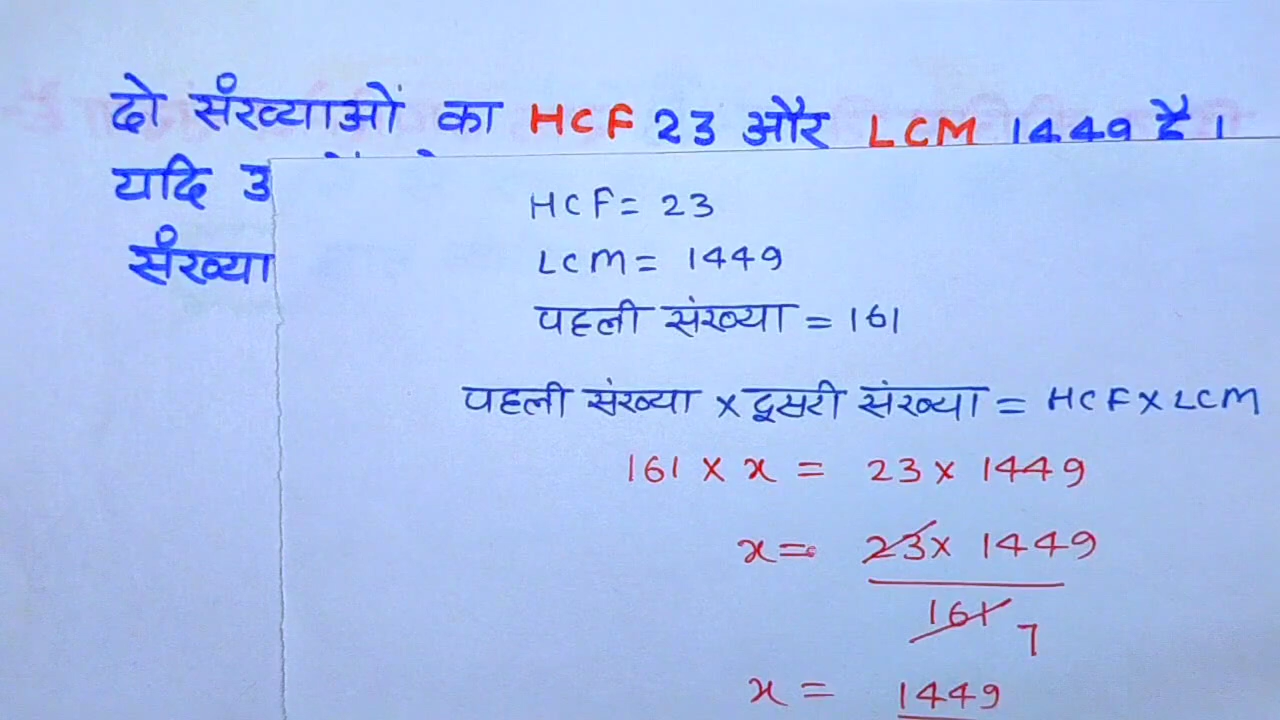 दो संख्याओं का HCF 23 और LCM 1449 है।
यदि उ
संख्या
HCF = 23
LCM = 1449
पहली संख्या = 161
पहली संख्या × दूसरी संख्या = HCF × LCM
161 × x = 23 × 1449
x = 23 × 1449
161 7
x = 1449